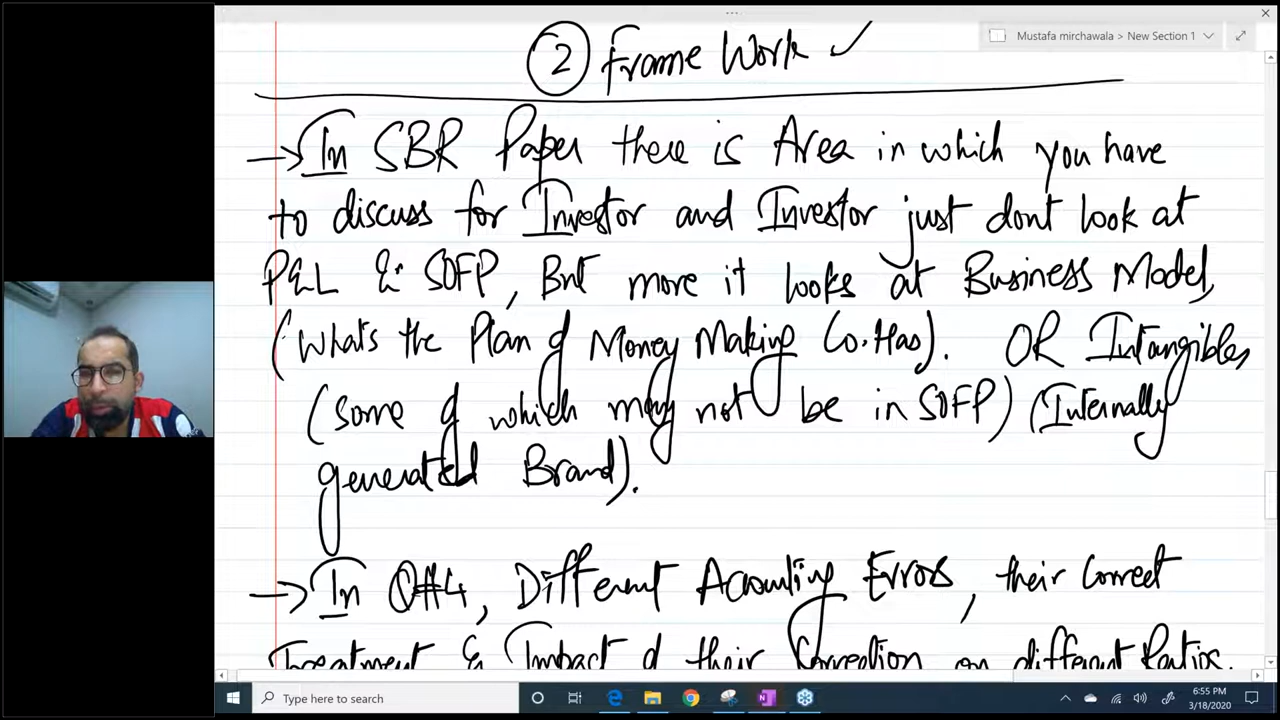 Mustafa mirchawala > New Section 1
② Frame Work ✓
→ In SBR Paper there is Area in which you have
to discuss for Investor and Investor just dont look at
P&L & SOFP, But more it looks at Business Model,
(Whats the Plan of Money Making Co. Has). OR Intangibles
(some of which may not be in SOFP) (Internally
generated Brand).
→ In Q#4, Different Accounting Errors, their Correct
Treatment & Impact of their Correction on different Ratios.
Type here to search
6:55 PM
3/18/2020